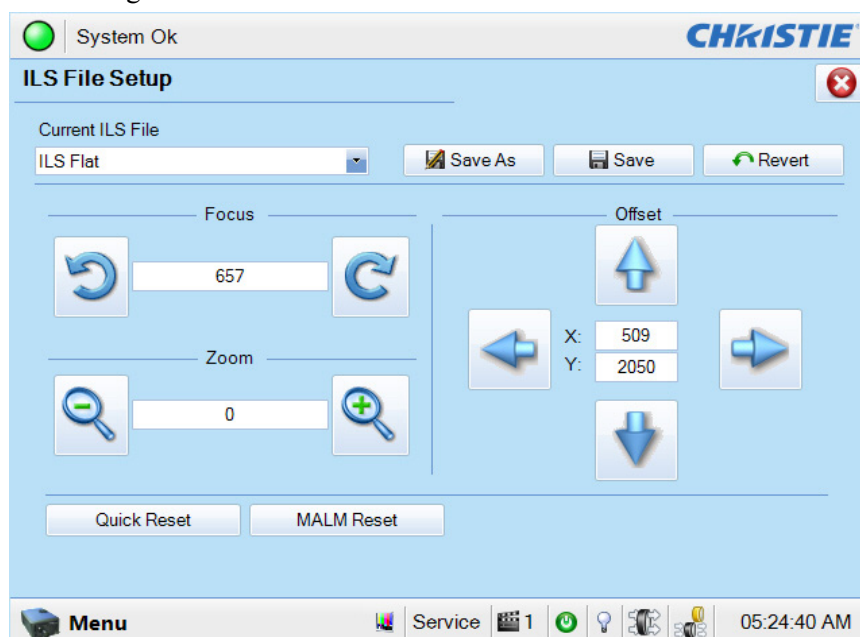 System Ok
CHRISTIE
ILS File Setup
Current ILS File
ILS Flat
Save As
Save
Revert
Focus
657
Zoom
0
Offset
X: 509
Y: 2050
Quick Reset
MALM Reset
Menu
Service
1
05:24:40 AM